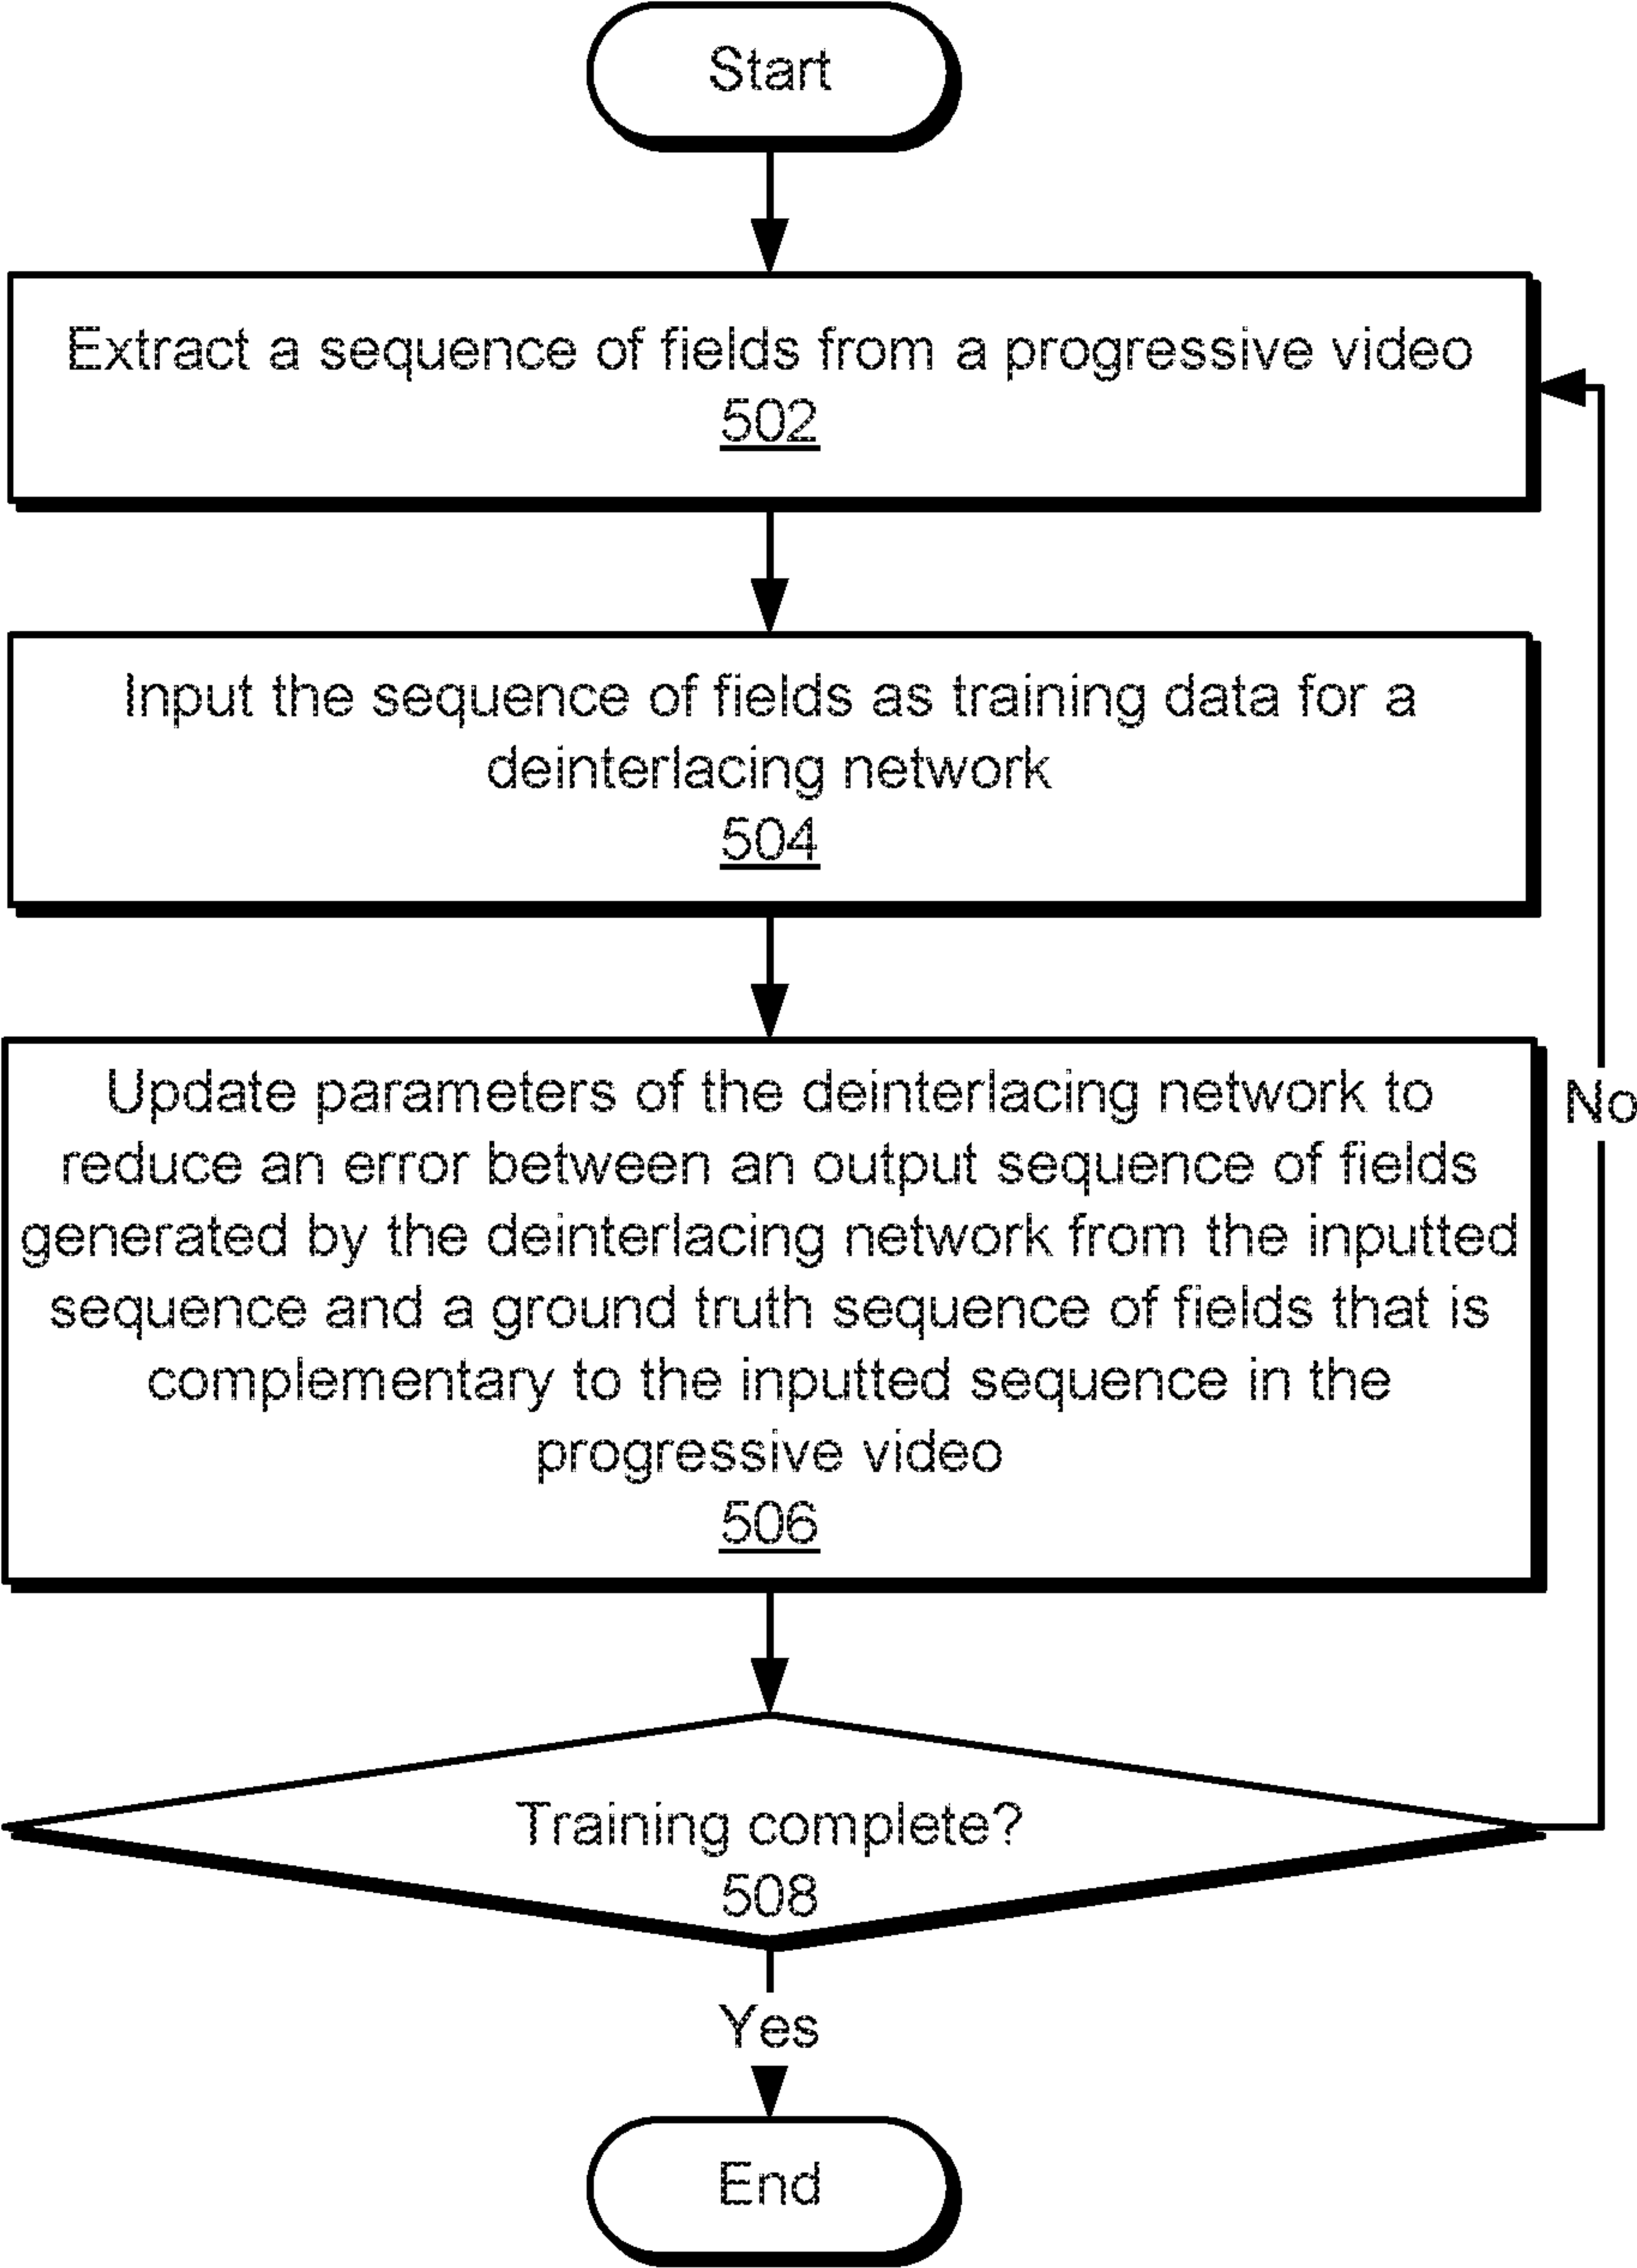 Start
Extract a sequence of fields from a progressive video
502
Input the sequence of fields as training data for a
deinterlacing network
504
Update parameters of the deinterlacing network to
reduce an error between an output sequence of fields
generated by the deinterlacing network from the inputted
sequence and a ground truth sequence of fields that is
complementary to the inputted sequence in the
progressive video
506
No
Training complete?
508
Yes
End